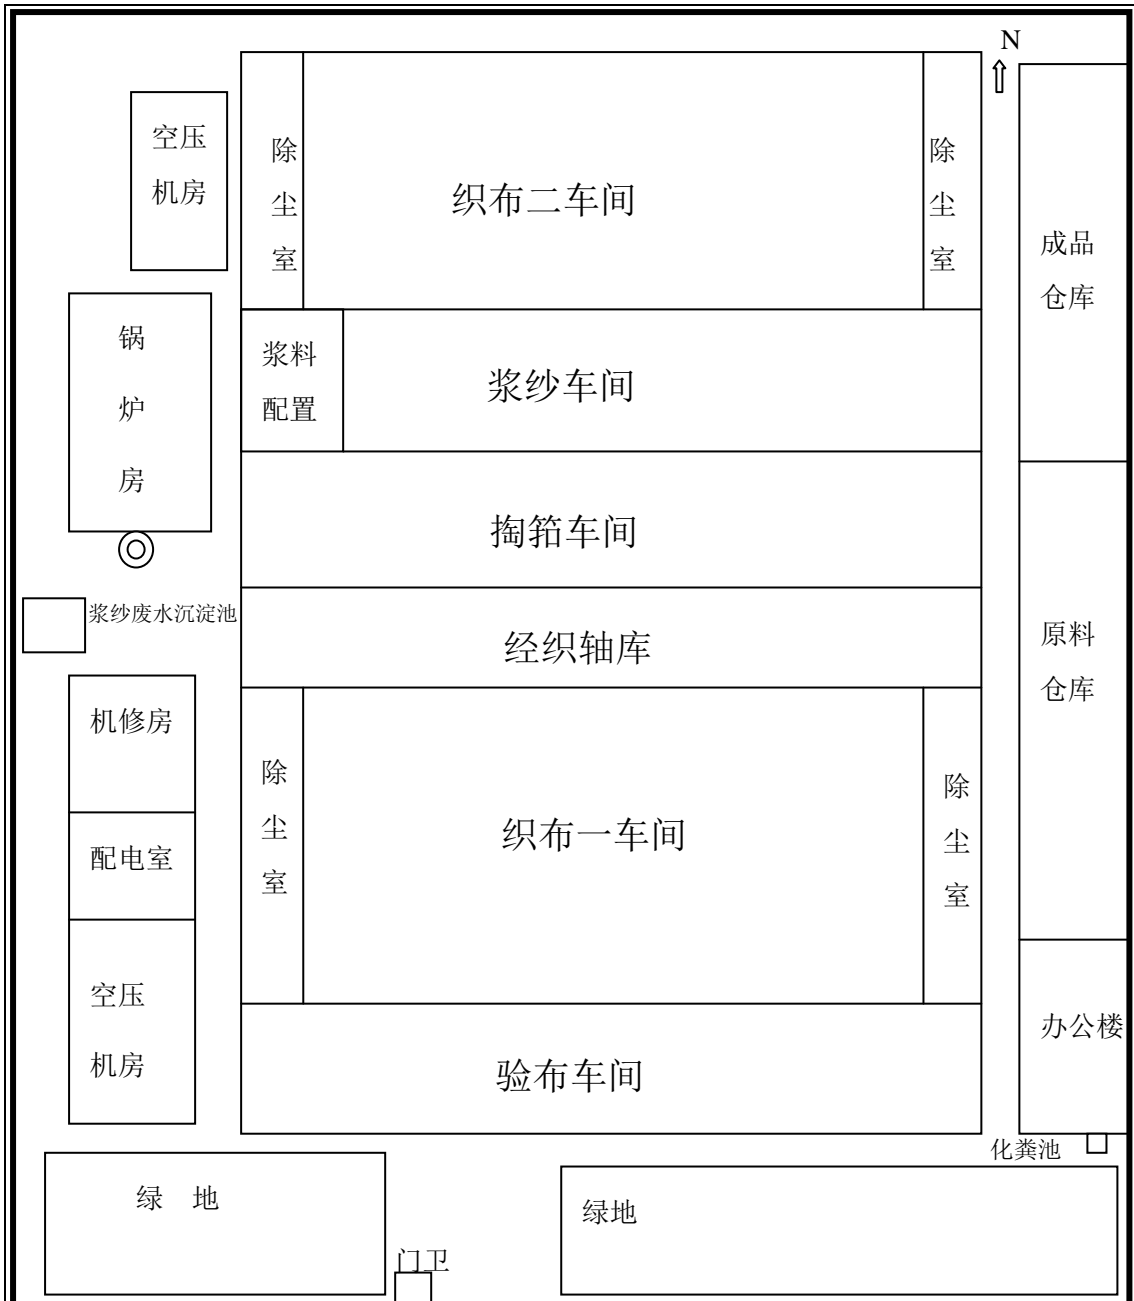 N
空压
机房
除
尘
室
织布二车间
除
尘
室
成品
仓库
锅
炉
房
浆料
配置
浆纱车间
掏筘车间
浆纱废水沉淀池
经织轴库
原料
仓库
机修房
配电室
空压
机房
除
尘
室
织布一车间
除
尘
室
办公楼
验布车间
化粪池
绿 地
绿地
门卫